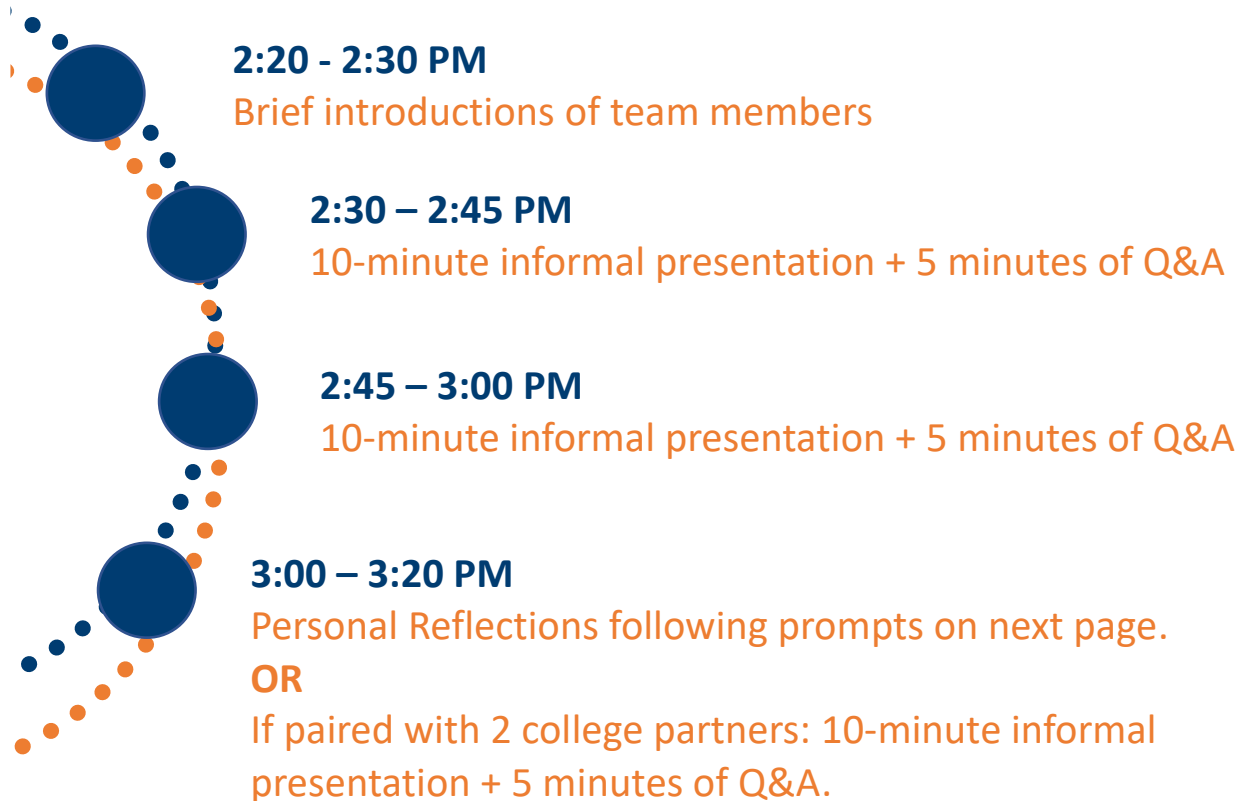 2:20 - 2:30 PM
Brief introductions of team members
2:30 – 2:45 PM
10-minute informal presentation + 5 minutes of Q&A
2:45 – 3:00 PM
10-minute informal presentation + 5 minutes of Q&A
3:00 – 3:20 PM
Personal Reflections following prompts on next page.
OR
If paired with 2 college partners: 10-minute informal
presentation + 5 minutes of Q&A.